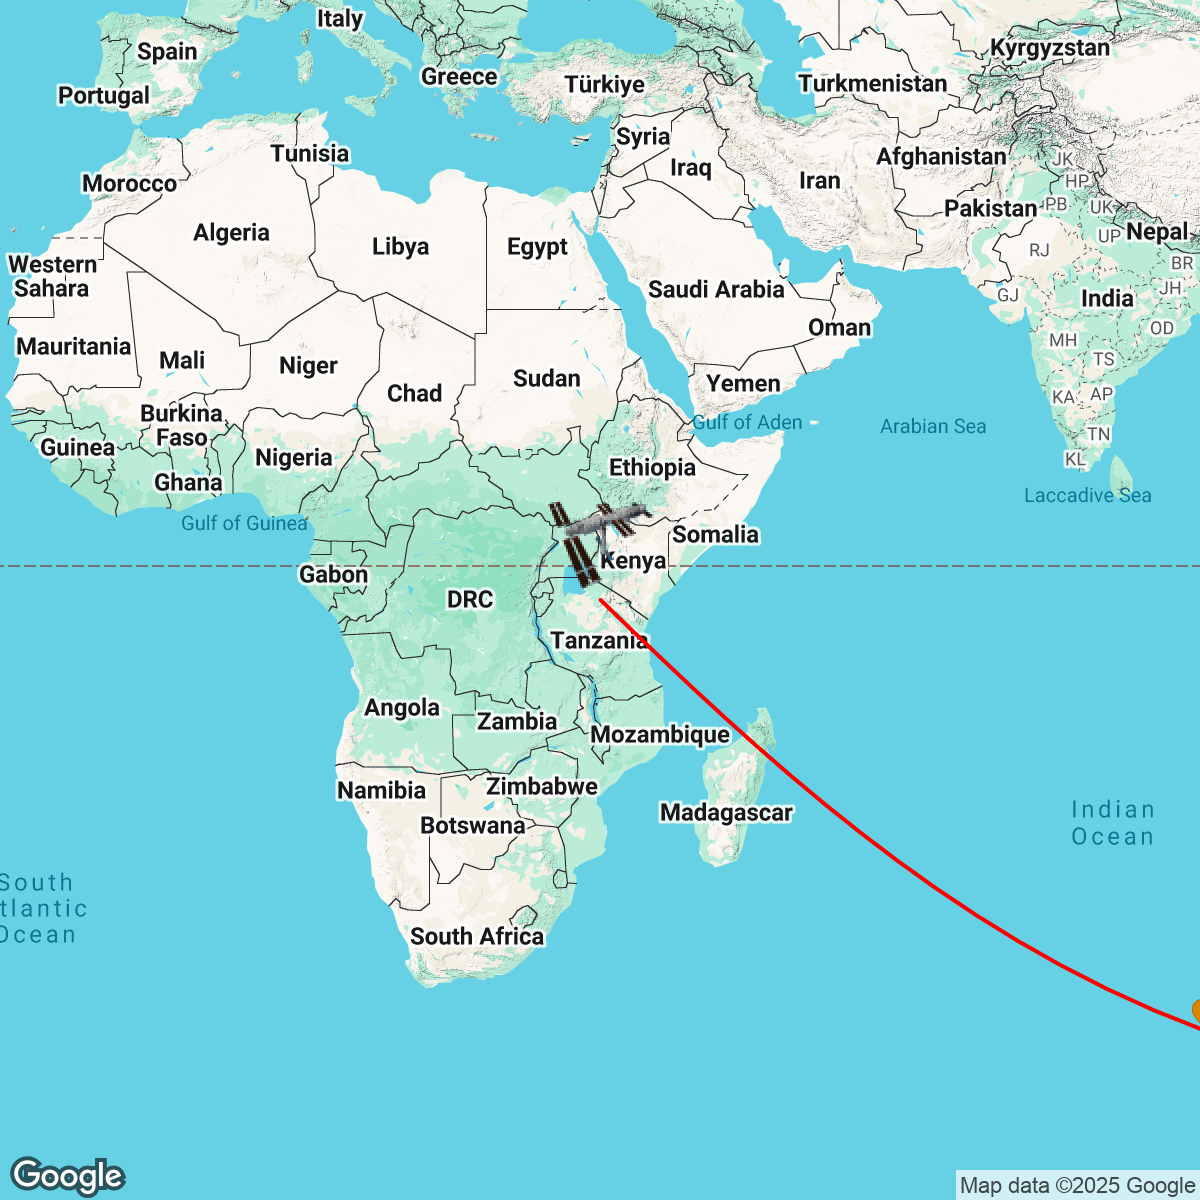 Italy
Kyrgyzstan
Spain
Greece
Türkiye
Turkmenistan
Portugal
Syria
Tunisia
Afghanistan
JK
Iraq
Iran
HP
Morocco
Pakistan
PB
UK
Algeria
Nepal
UP
Libya
Egypt
RJ
Western
Sahara
BR
Saudi Arabia
JH
GJ
India
Oman
OD
Mauritania
MH
Mali
Niger
TS
Sudan
Yemen
Chad
AP
KA
Burkina
Faso
Gulf of Aden
Arabian Sea
TN
Guinea
Nigeria
KL
Ethiopia
Ghana
Laccadive Sea
Gulf of Guinea
Somalia
Kenya
Gabon
DRC
Tanzania
Angola
Zambia
Mozambique
Zimbabwe
Namibia
Indian
Ocean
Madagascar
Botswana
South
tlantic
Ocean
South Africa
Google
Map data ©2025 Google